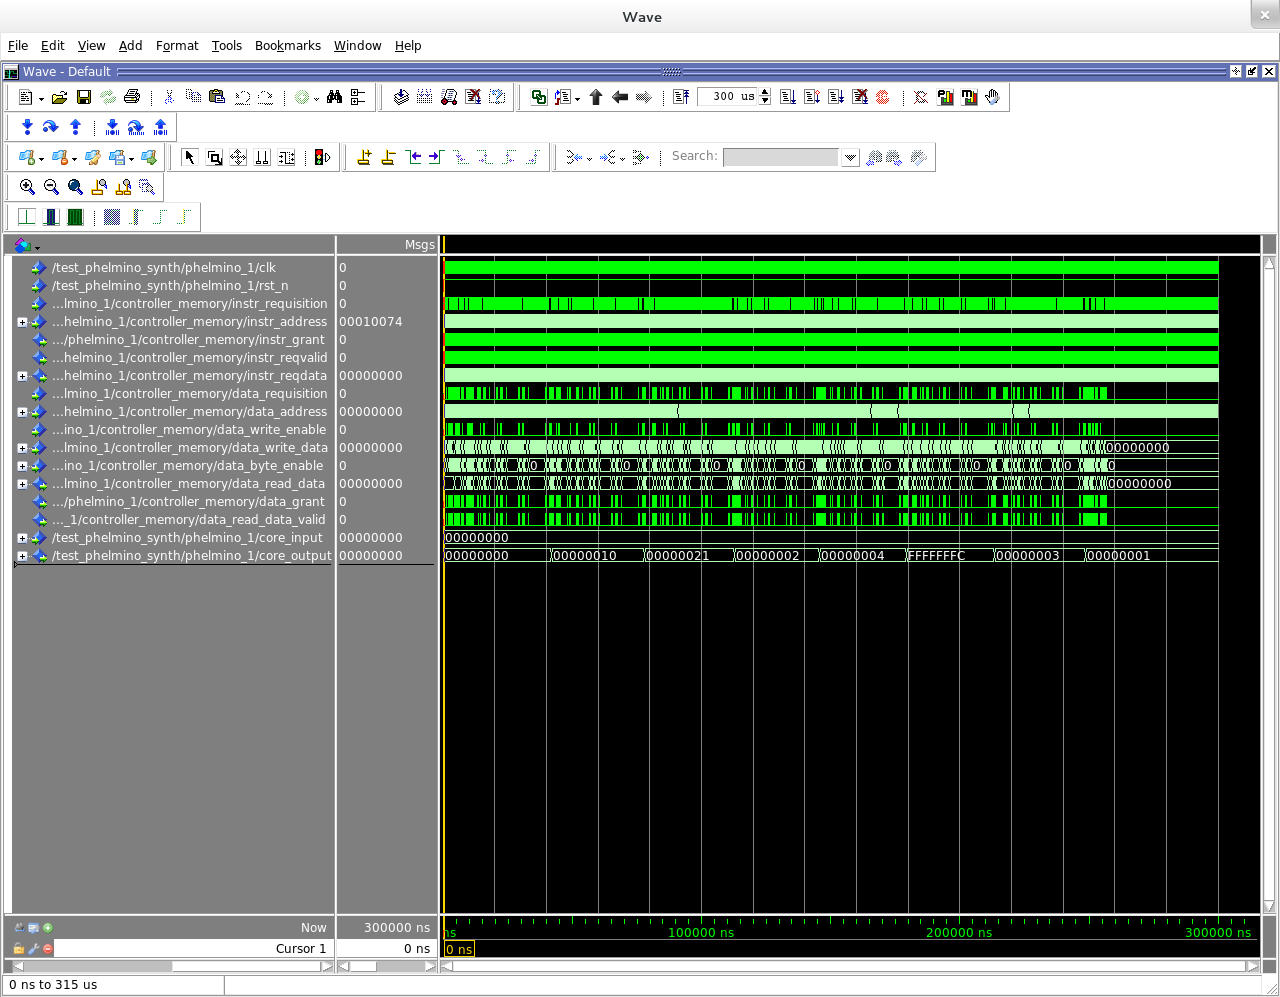 Wave
File Edit View Add Format Tools Bookmarks Window Help
Wave - Default
300 us
Search:
Msgs
/test_phelmino_synth/phelmino_1/clk 0
/test_phelmino_synth/phelmino_1/rst_n 0
...lmino_1/controller_memory/instr_requisition 0
...helmino_1/controller_memory/instr_address 00010074
.../phelmino_1/controller_memory/instr_grant 0
...helmino_1/controller_memory/instr_reqvalid 0
...helmino_1/controller_memory/instr_reqdata 00000000
...lmino_1/controller_memory/data_requisition 0
...helmino_1/controller_memory/data_address 00000000
...ino_1/controller_memory/data_write_enable 0
...lmino_1/controller_memory/data_write_data 00000000 00000000
...ino_1/controller_memory/data_byte_enable 0 0 0 0 0 0 0 0 0
...lmino_1/controller_memory/data_read_data 00000000 00000000
.../phelmino_1/controller_memory/data_grant 0
..._1/controller_memory/data_read_data_valid 0
/test_phelmino_synth/phelmino_1/core_input 00000000 00000000
/test_phelmino_synth/phelmino_1/core_output 00000000 00000000 00000010 00000021 00000002 00000004 FFFFFFFC 00000003 00000001
Now 300000 ns ns 100000 ns 200000 ns 300000 ns
Cursor 1 0 ns 0 ns
0 ns to 315 us